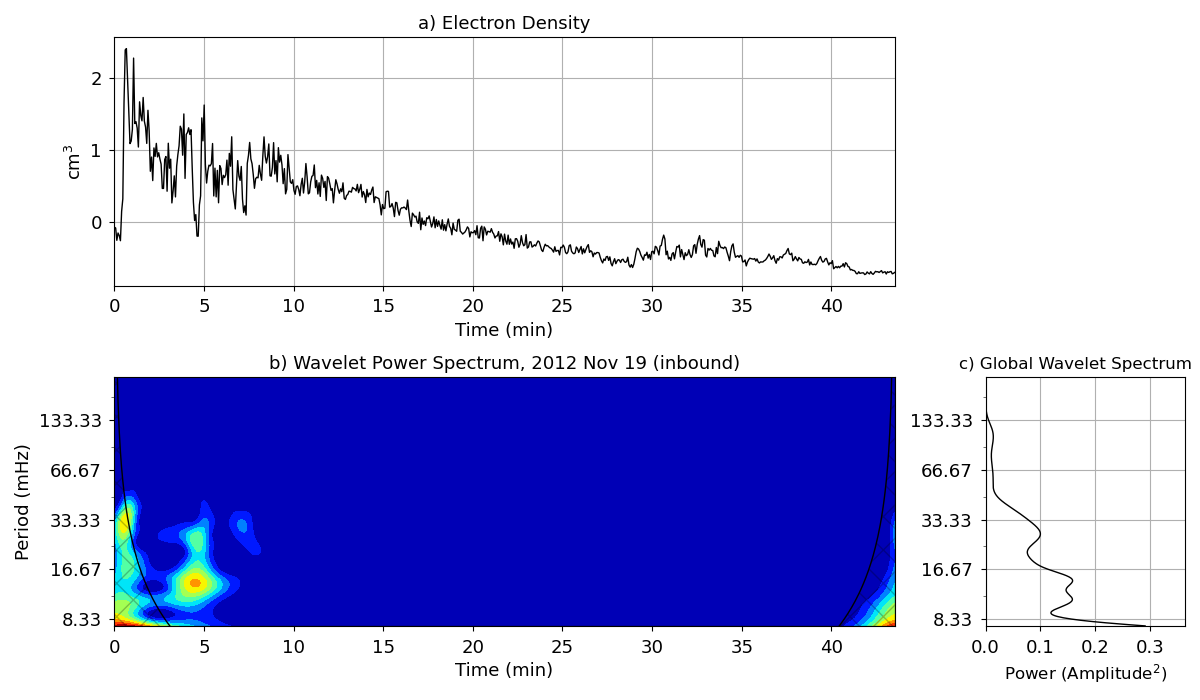 a) Electron Density
2
1
0
cm³
0 5 10 15 20 25 30 35 40
Time (min)
b) Wavelet Power Spectrum, 2012 Nov 19 (inbound)
133.33
66.67
33.33
16.67
8.33
Period (mHz)
0 5 10 15 20 25 30 35 40
Time (min)
c) Global Wavelet Spectrum
133.33
66.67
33.33
16.67
8.33
0.0 0.1 0.2 0.3
Power (Amplitude²)